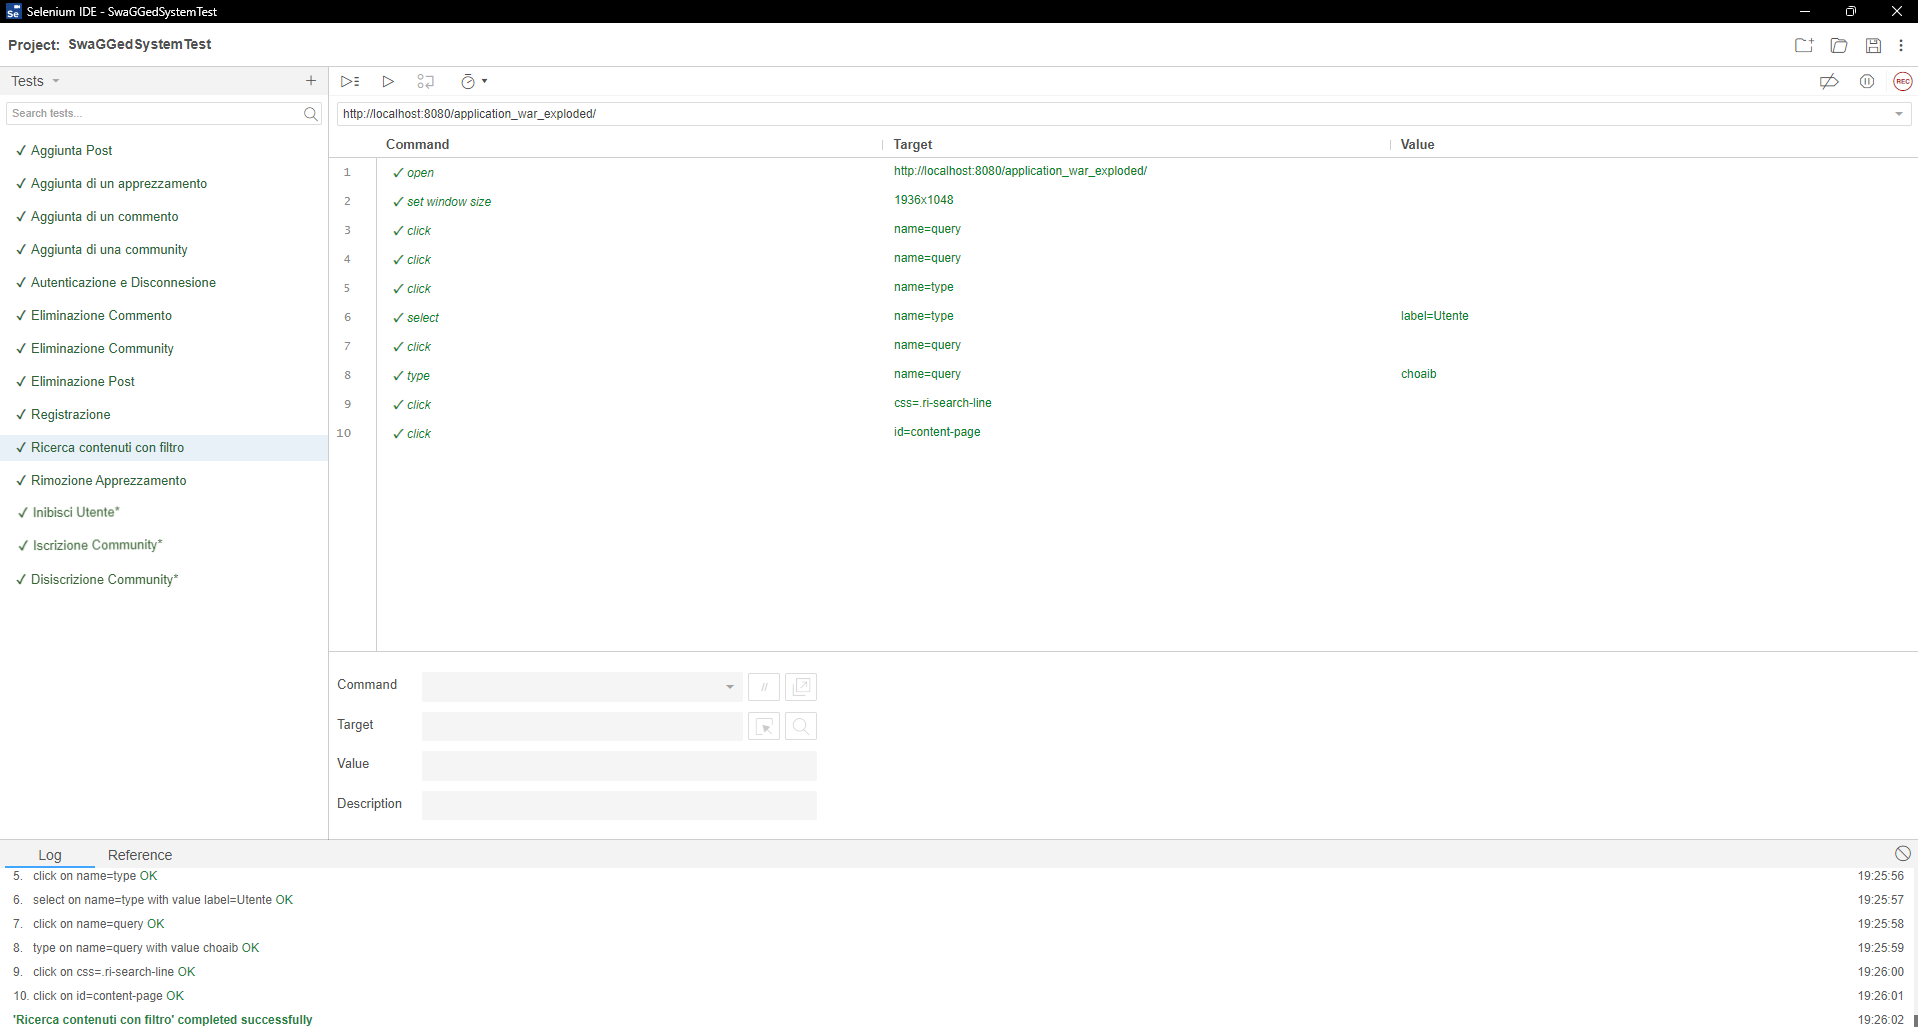 Selenium IDE - SwaGGedSystemTest
Project: SwaGGedSystemTest
Tests
Search tests...
✓ Aggiunta Post
✓ Aggiunta di un apprezzamento
✓ Aggiunta di un commento
✓ Aggiunta di una community
✓ Autenticazione e Disconnesione
✓ Eliminazione Commento
✓ Eliminazione Community
✓ Eliminazione Post
✓ Registrazione
✓ Ricerca contenuti con filtro
✓ Rimozione Apprezzamento
✓ Inibisci Utente*
✓ Iscrizione Community*
✓ Disiscrizione Community*
REC
http://localhost:8080/application_war_exploded/
Command Target Value
1 ✓ open http://localhost:8080/application_war_exploded/
2 ✓ set window size 1936x1048
3 ✓ click name=query
4 ✓ click name=query
5 ✓ click name=type
6 ✓ select name=type label=Utente
7 ✓ click name=query
8 ✓ type name=query choaib
9 ✓ click css=.ri-search-line
10 ✓ click id=content-page
Command //
Target
Value
Description
Log Reference
5. click on name=type OK 19:25:56
6. select on name=type with value label=Utente OK 19:25:57
7. click on name=query OK 19:25:58
8. type on name=query with value choaib OK 19:25:59
9. click on css=.ri-search-line OK 19:26:00
10. click on id=content-page OK 19:26:01
'Ricerca contenuti con filtro' completed successfully 19:26:02